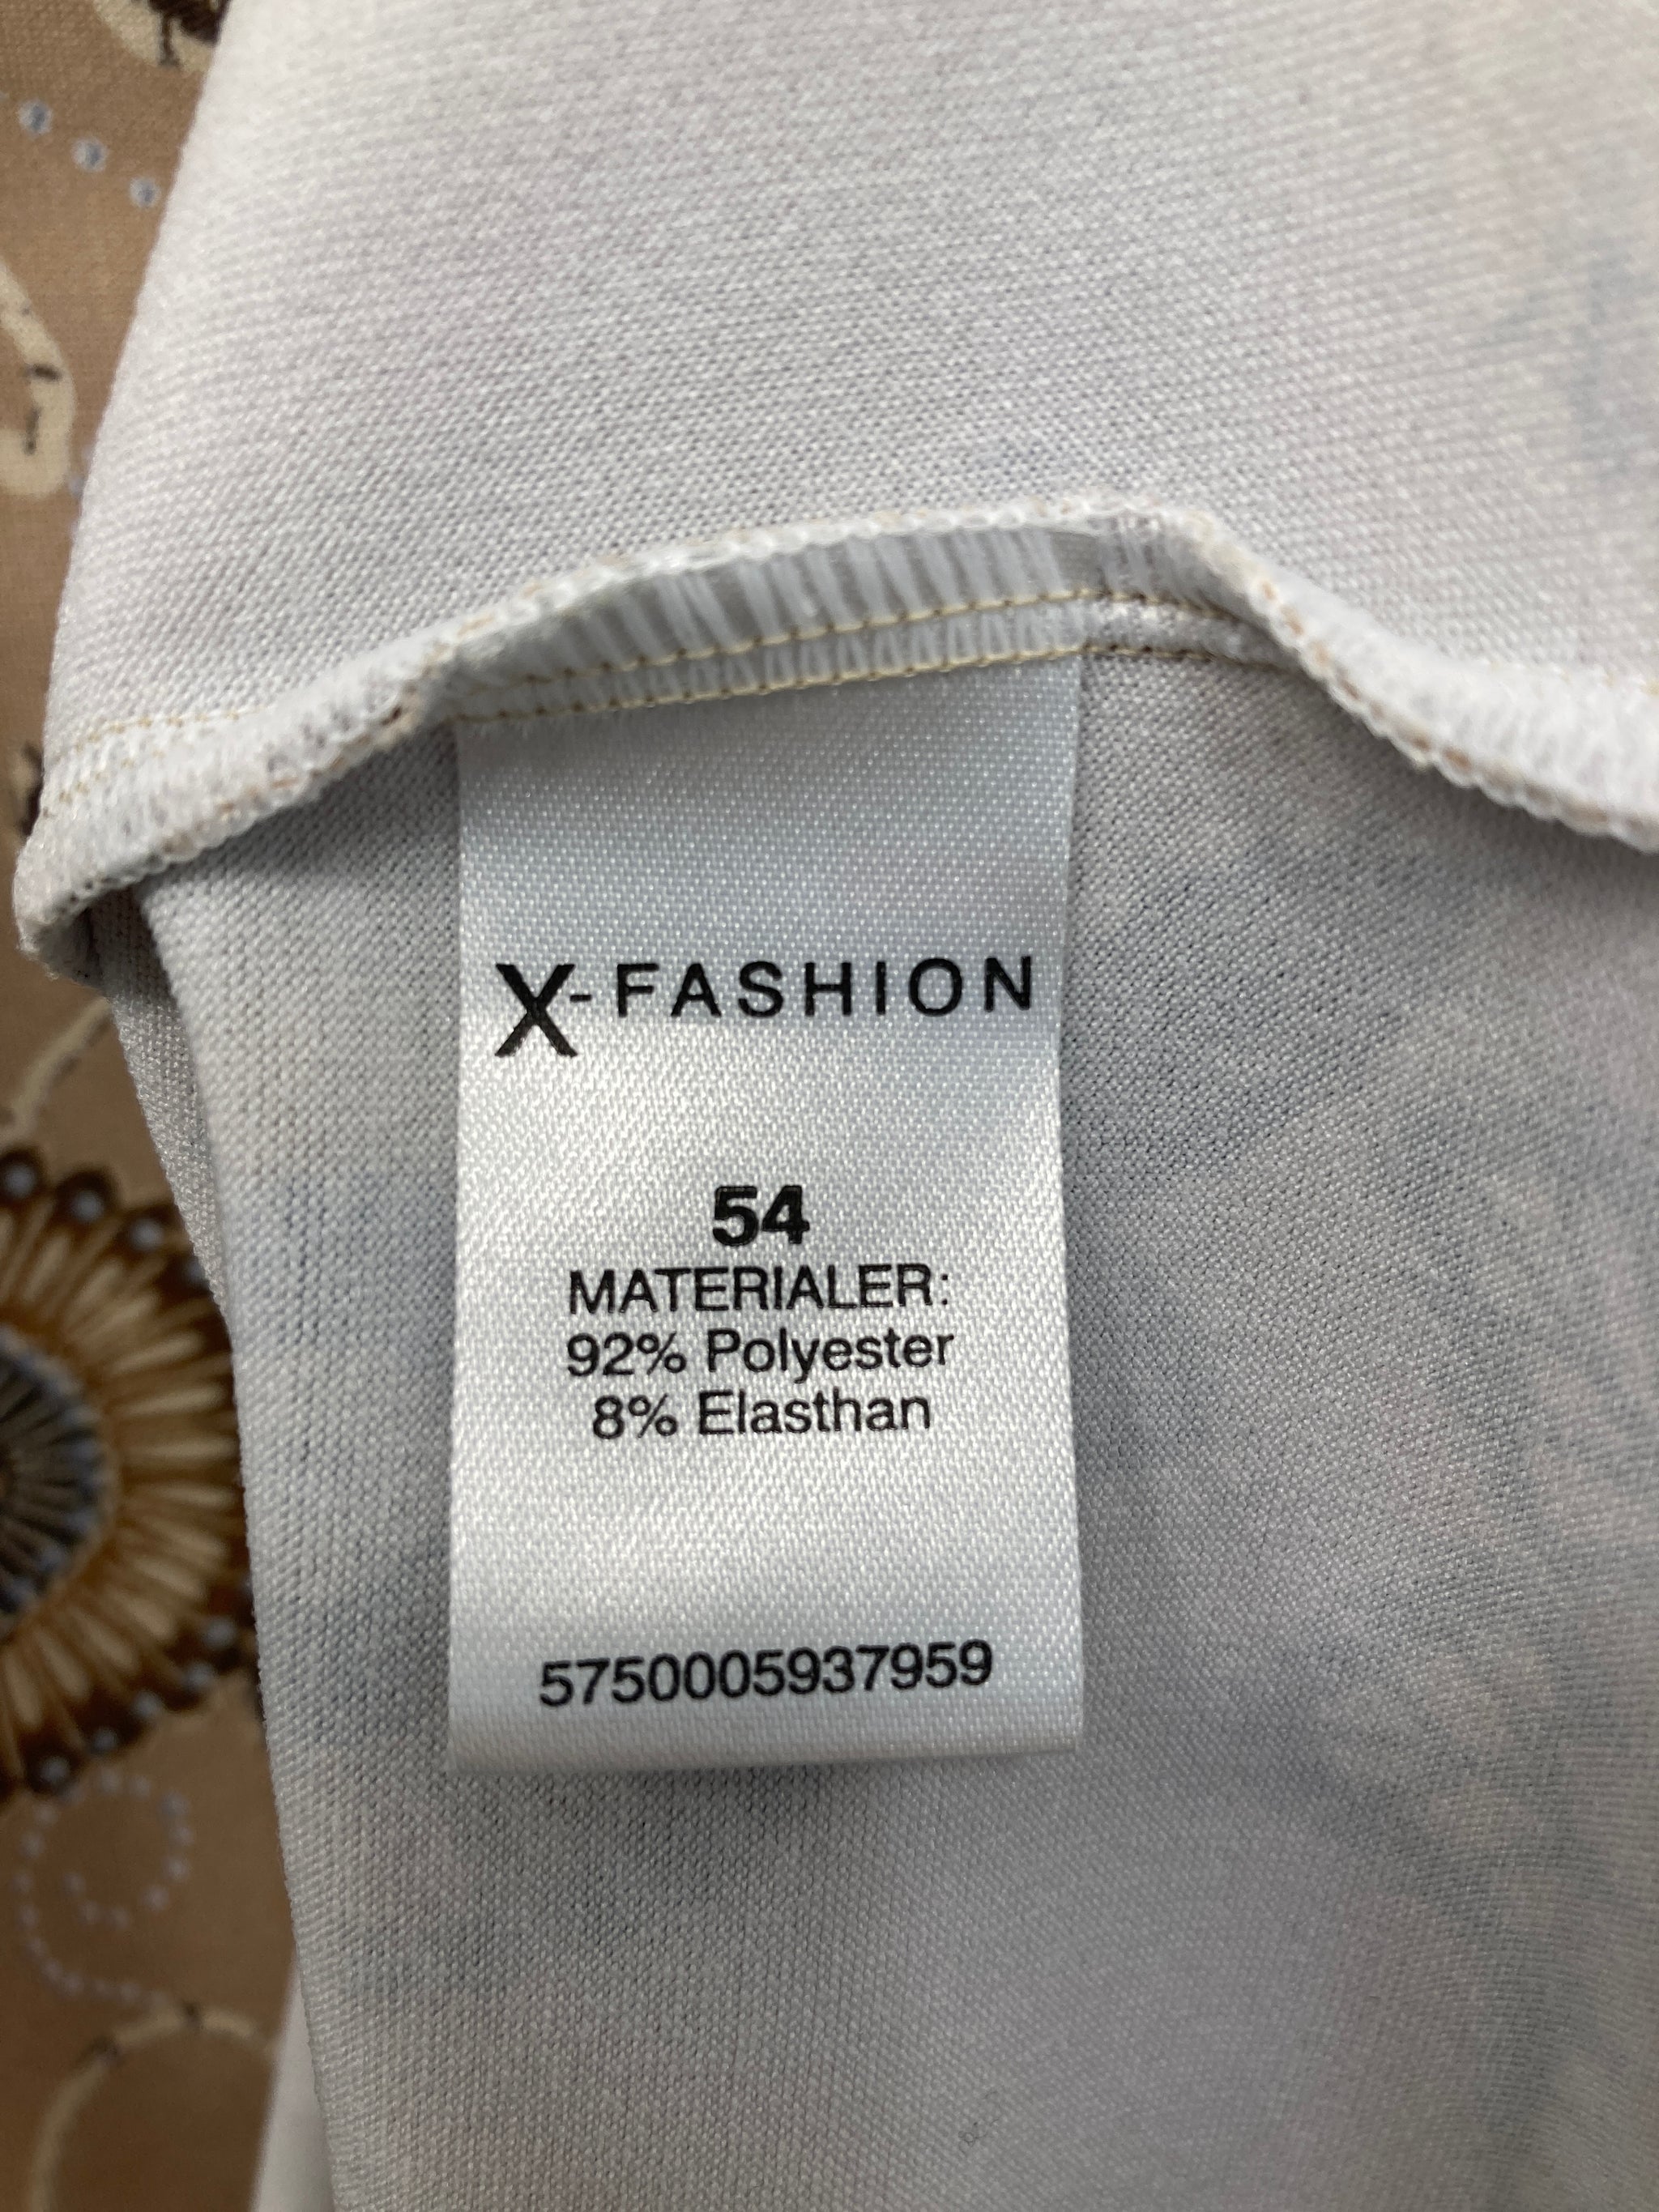 X-FASHION
54
MATERIALER:
92% Polyester
8% Elasthan
5750005937959